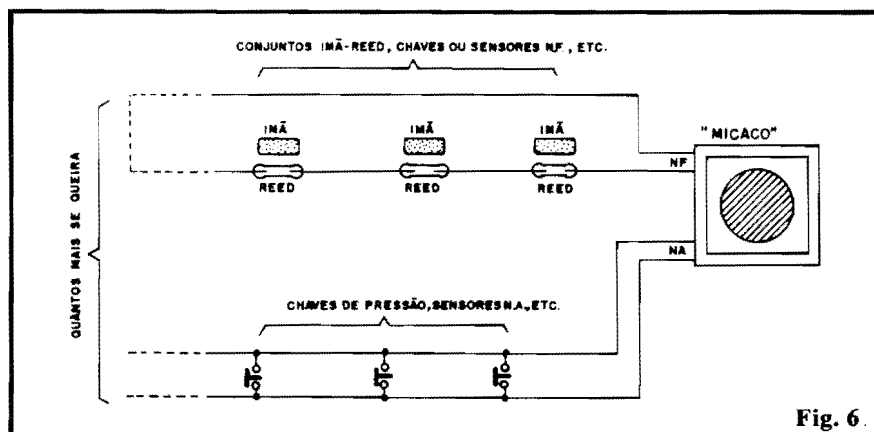 CONJUNTOS IMÃ-REED, CHAVES OU SENSORES N.F., ETC.
IMÃ
IMÃ
IMÃ
"MICACO"
NF
REED
REED
REED
QUANTOS MAIS SE QUEIRA
NA
CHAVES DE PRESSÃO, SENSORES N.A., ETC.
Fig. 6